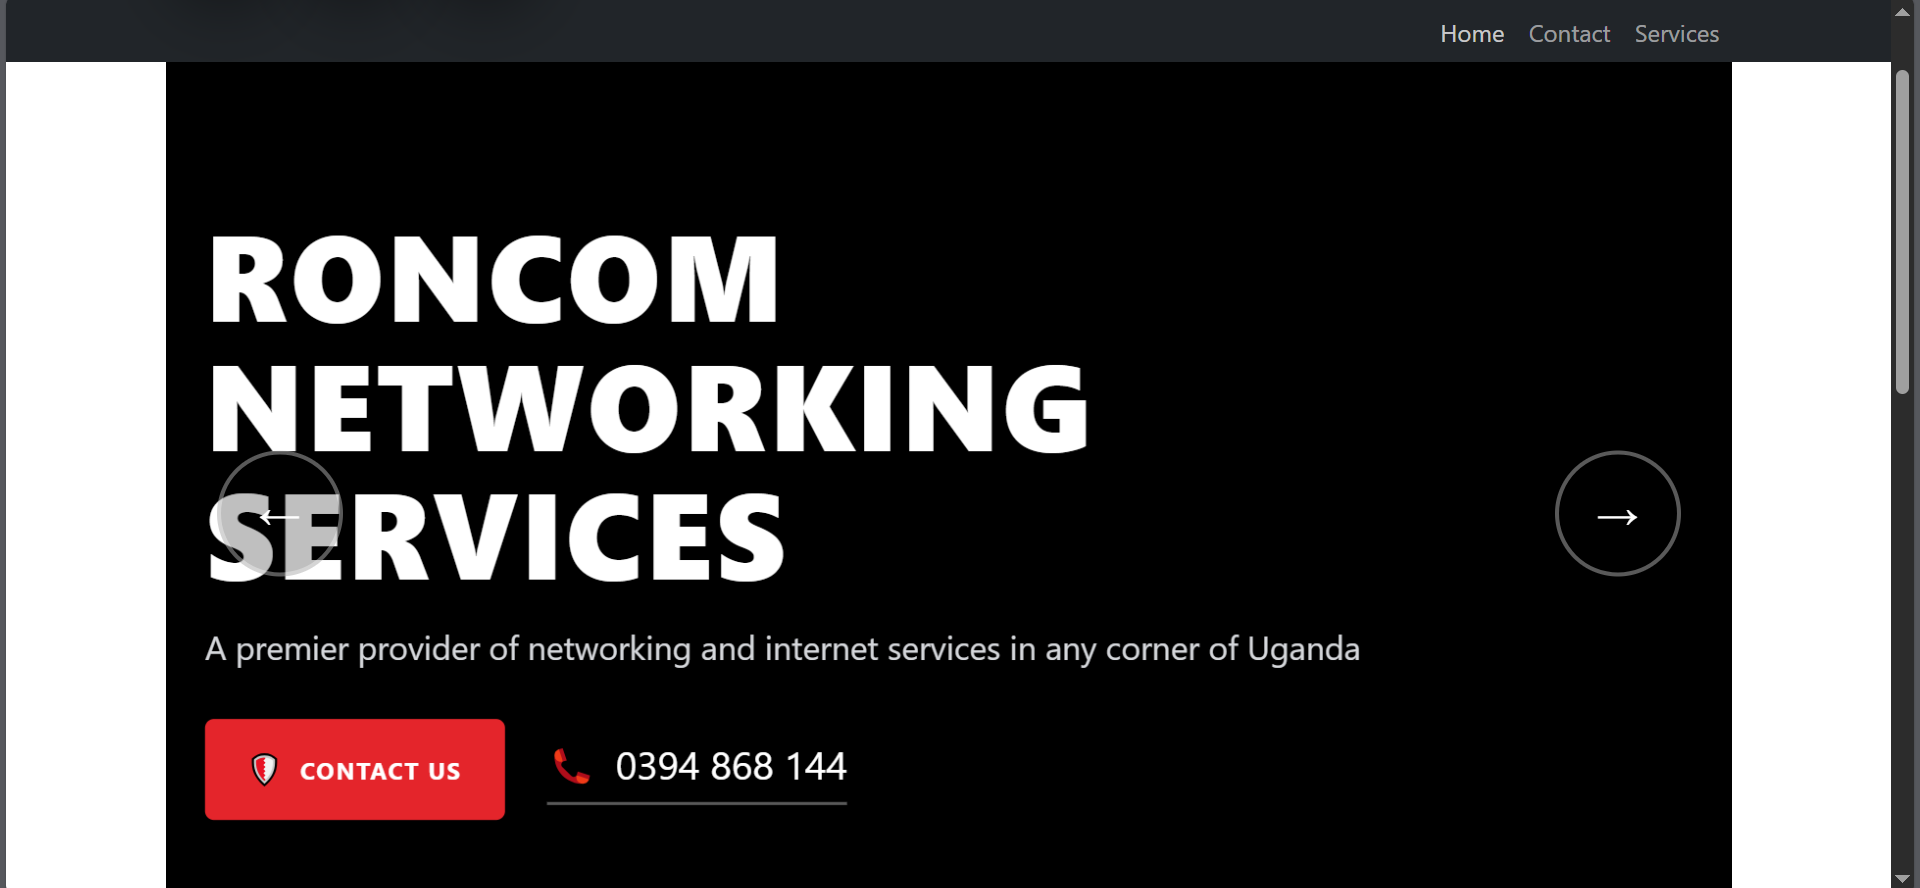 Home Contact Services
RONCOM
NETWORKING
SERVICES
←
→
A premier provider of networking and internet services in any corner of Uganda
CONTACT US
0394 868 144